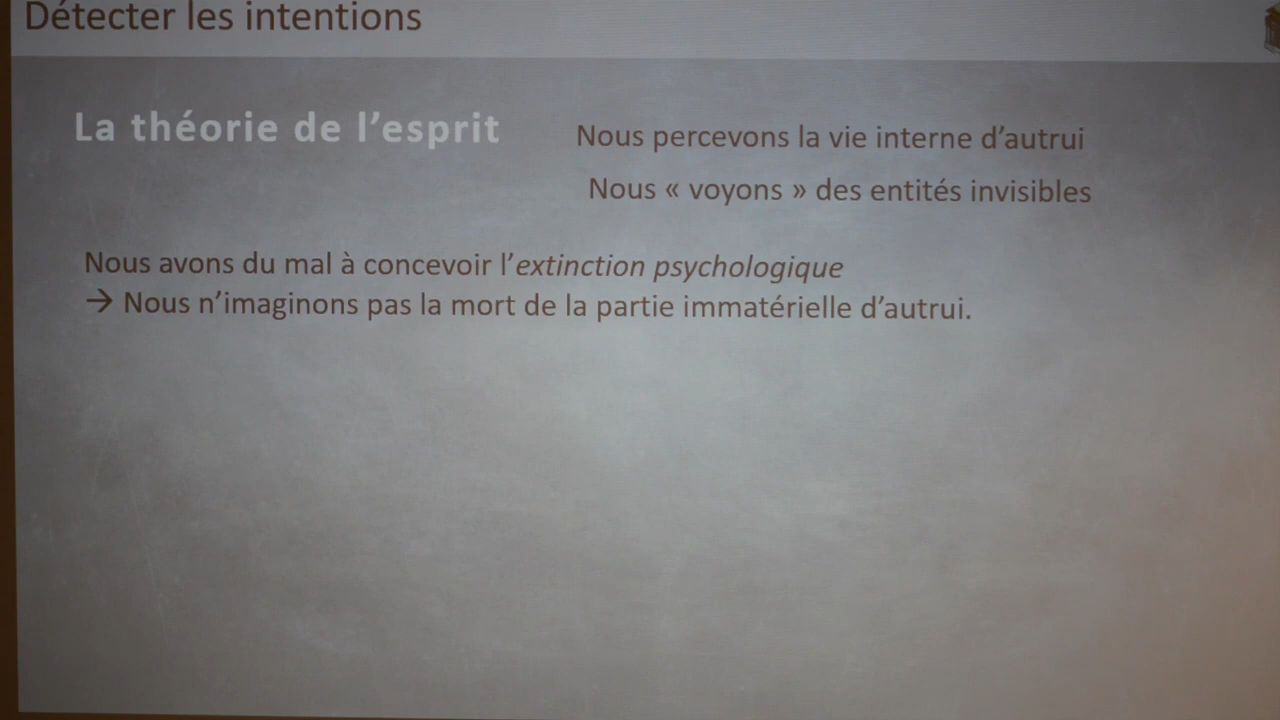 Détecter les intentions
La théorie de l’esprit
Nous percevons la vie interne d’autrui
Nous « voyons » des entités invisibles
Nous avons du mal à concevoir l’extinction psychologique
→ Nous n’imaginons pas la mort de la partie immatérielle d’autrui.